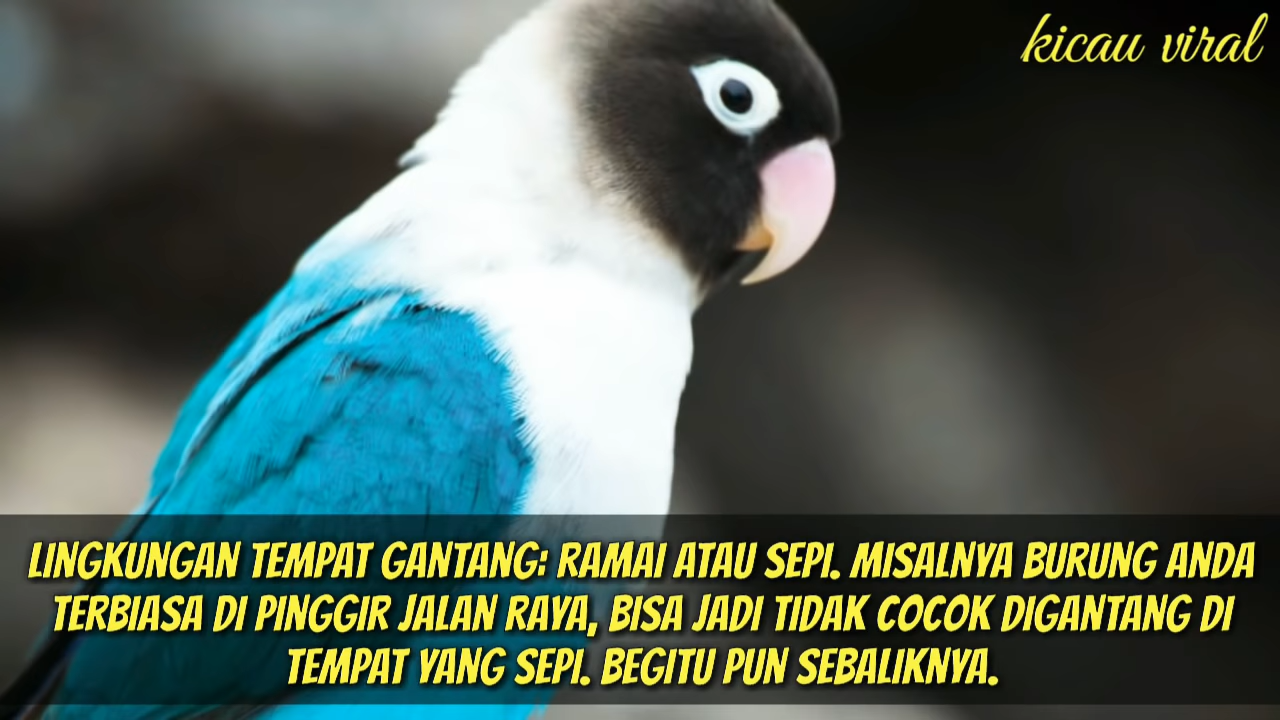 kicau viral
LINGKUNGAN TEMPAT GANTANG: RAMAI ATAU SEPI. MISALNYA BURUNG ANDA
TERBIASA DI PINGGIR JALAN RAYA, BISA JADI TIDAK COCOK DIGANTANG DI
TEMPAT YANG SEPI. BEGITU PUN SEBALIKNYA.